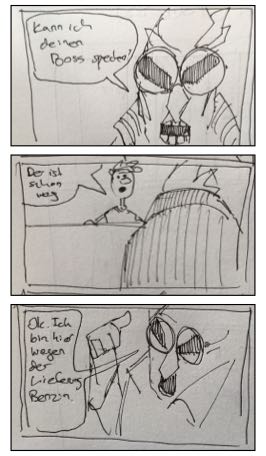 Kann ich
deinen
Boss sprechen?
Der ist
schon
weg
Ok. Ich
bin hier
wegen
der
Lieferung
Benzin.